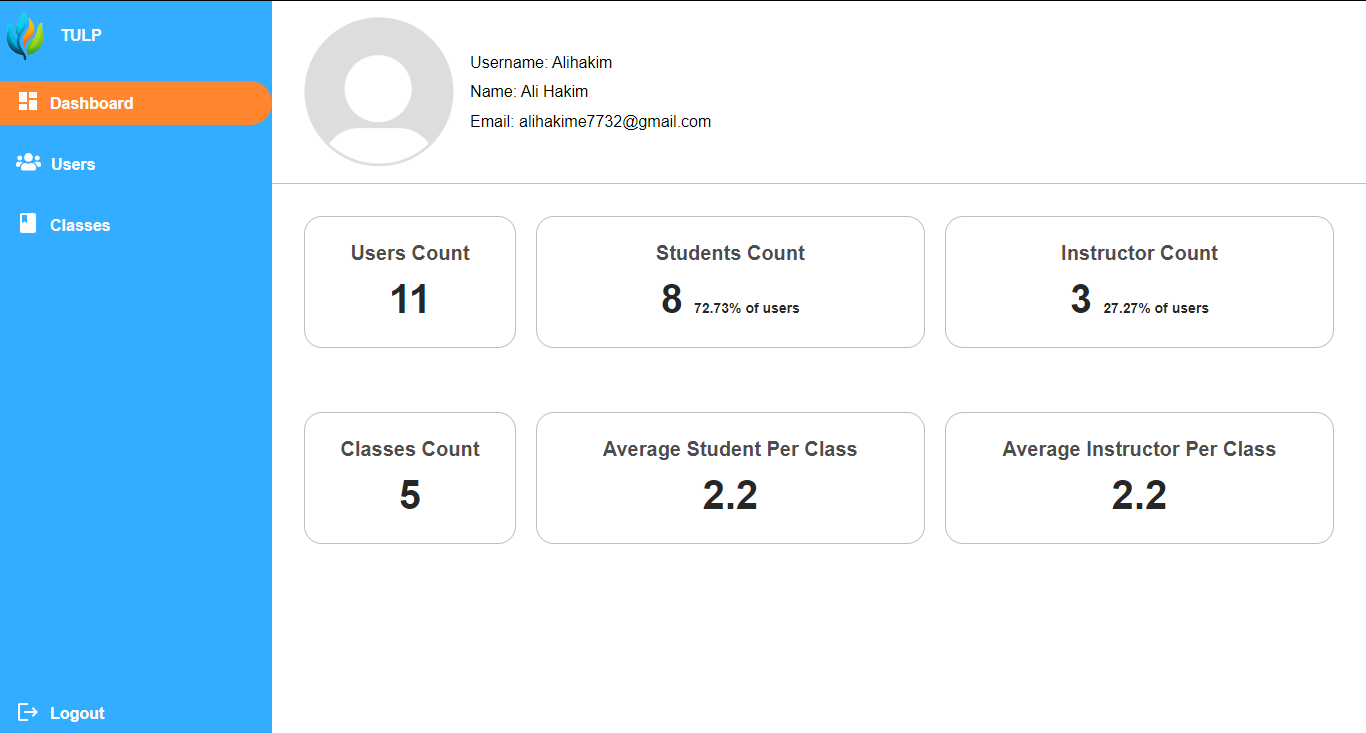 TULP
Dashboard
Users
Classes
Logout
Username: Alihakim
Name: Ali Hakim
Email: alihakime7732@gmail.com
Users Count
11
Students Count
8 72.73% of users
Instructor Count
3 27.27% of users
Classes Count
5
Average Student Per Class
2.2
Average Instructor Per Class
2.2